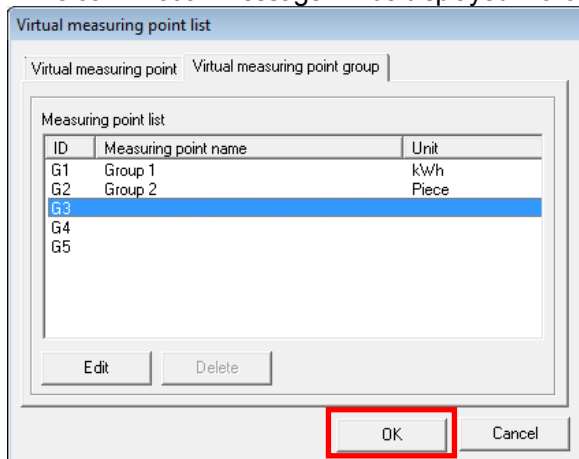 Virtual measuring point list
Virtual measuring point Virtual measuring point group
Measuring point list
ID Measuring point name Unit
G1 Group 1 kWh
G2 Group 2 Piece
G3
G4
G5
Edit Delete
OK Cancel